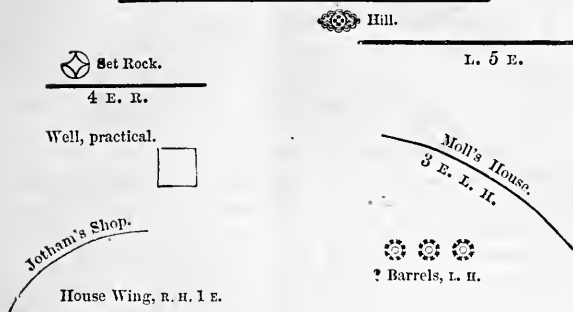 Hill.
Set Rock.
L. 5 E.
4 E. R.
Well, practical.
Moll's House.
3 E. L. H.
Jotham's Shop.
? Barrels, L. H.
House Wing, R. H. 1 E.